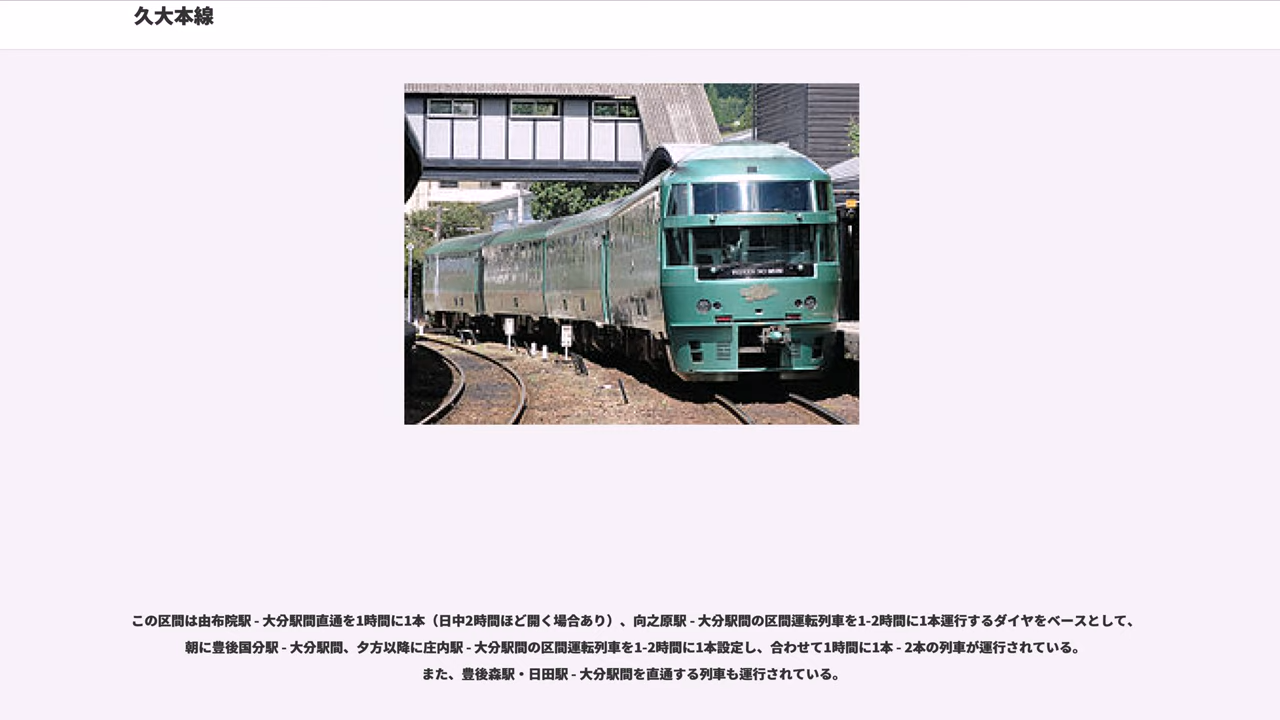 久大本線
この区間は由布院駅 - 大分駅間直通を1時間に1本（日中2時間ほど開く場合あり）、向之原駅 - 大分駅間の区間運転列車を1-2時間に1本運行するダイヤをベースとして、
朝に豊後国分駅 - 大分駅間、夕方以降に庄内駅 - 大分駅間の区間運転列車を1-2時間に1本設定し、合わせて1時間に1本 - 2本の列車が運行されている。
また、豊後森駅・日田駅 - 大分駅間を直通する列車も運行されている。